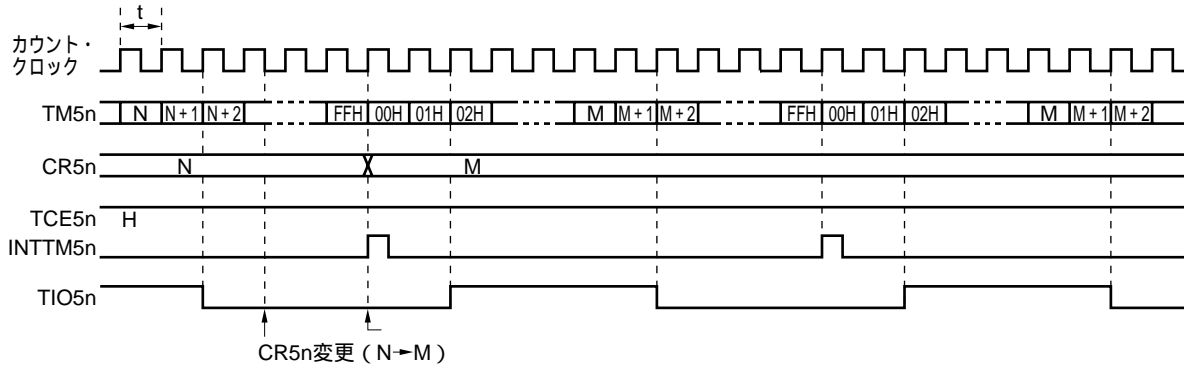 t
カウント・
クロック
TM5n N N+1 N+2 FFH 00H 01H 02H M M+1 M+2 FFH 00H 01H 02H M M+1 M+2
CR5n N M
TCE5n H
INTTM5n
TIO5n
CR5n変更（N→M）